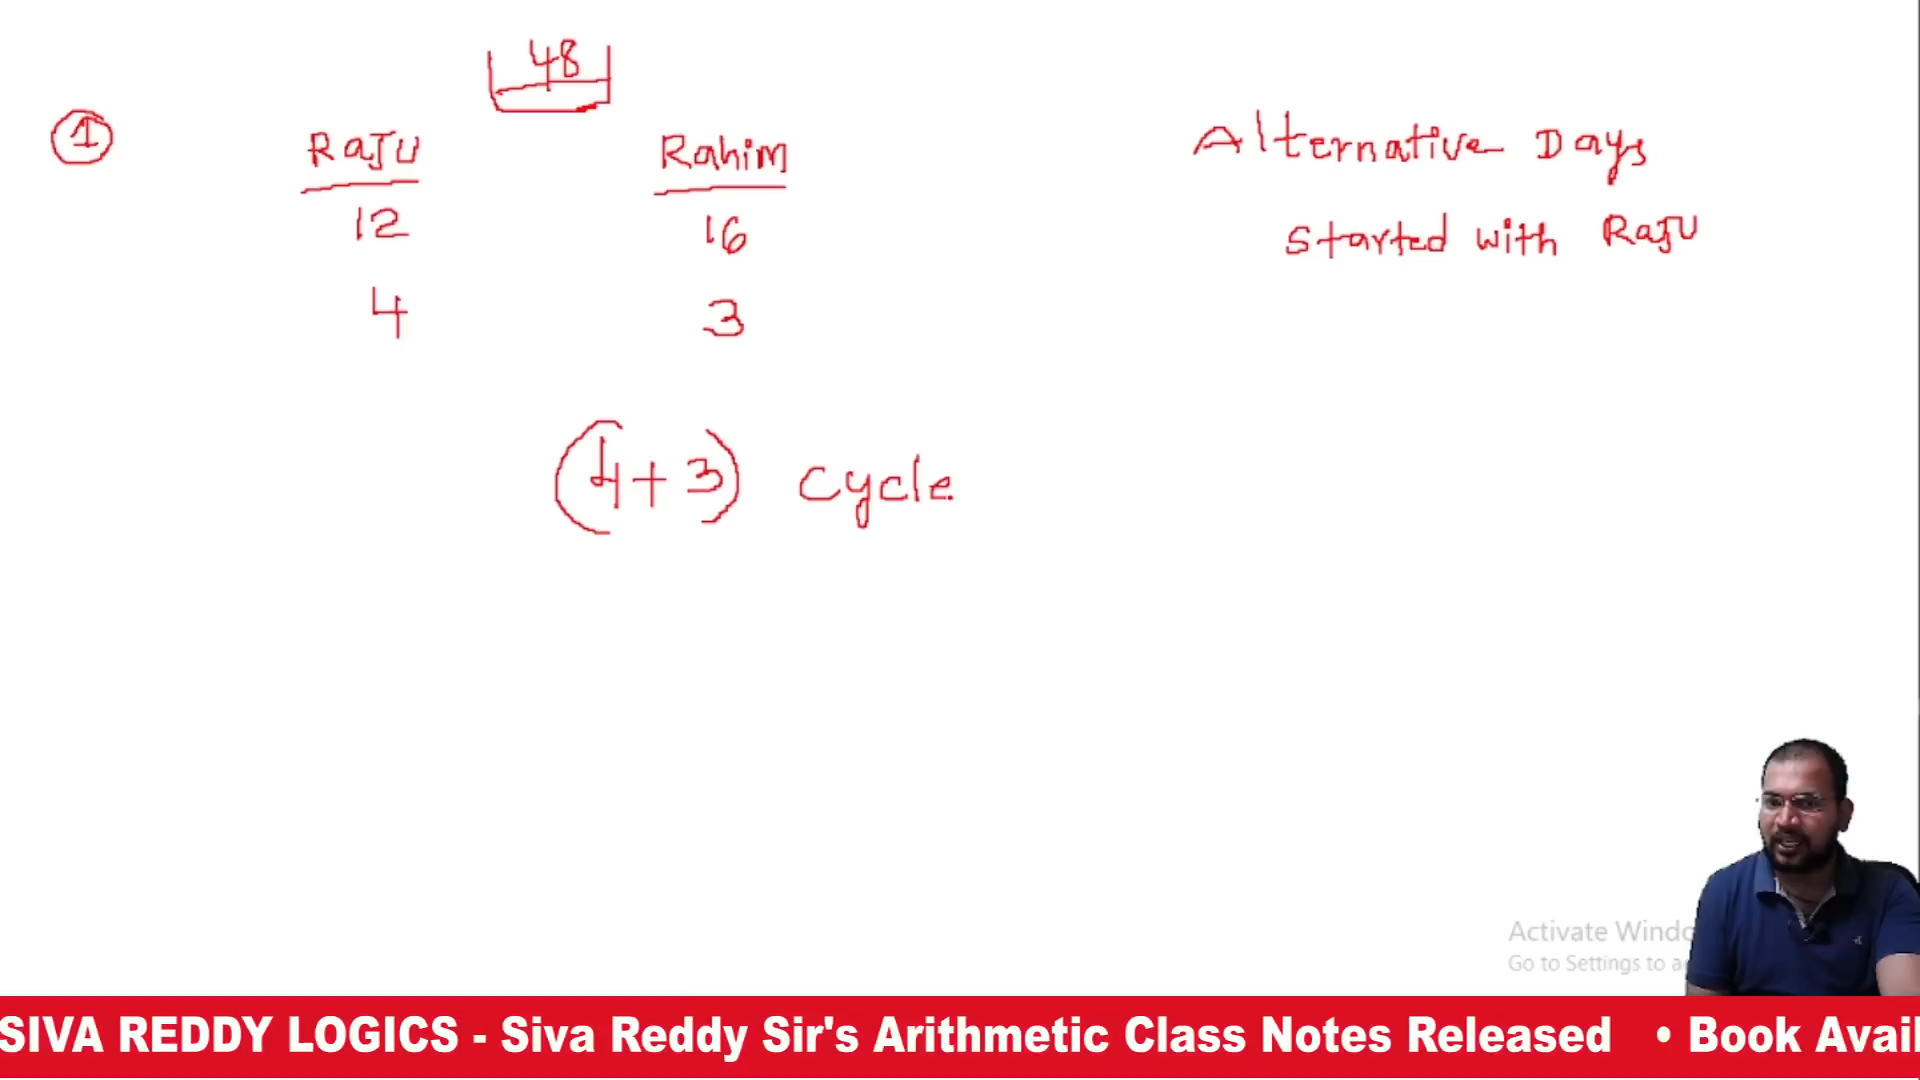 48
1 RAJU Rahim Alternative Days
12 16 started with RAJU
4 3
(4+3) cycle
Activate Windo
Go to Settings to a
SIVA REDDY LOGICS - Siva Reddy Sir's Arithmetic Class Notes Released • Book Avail